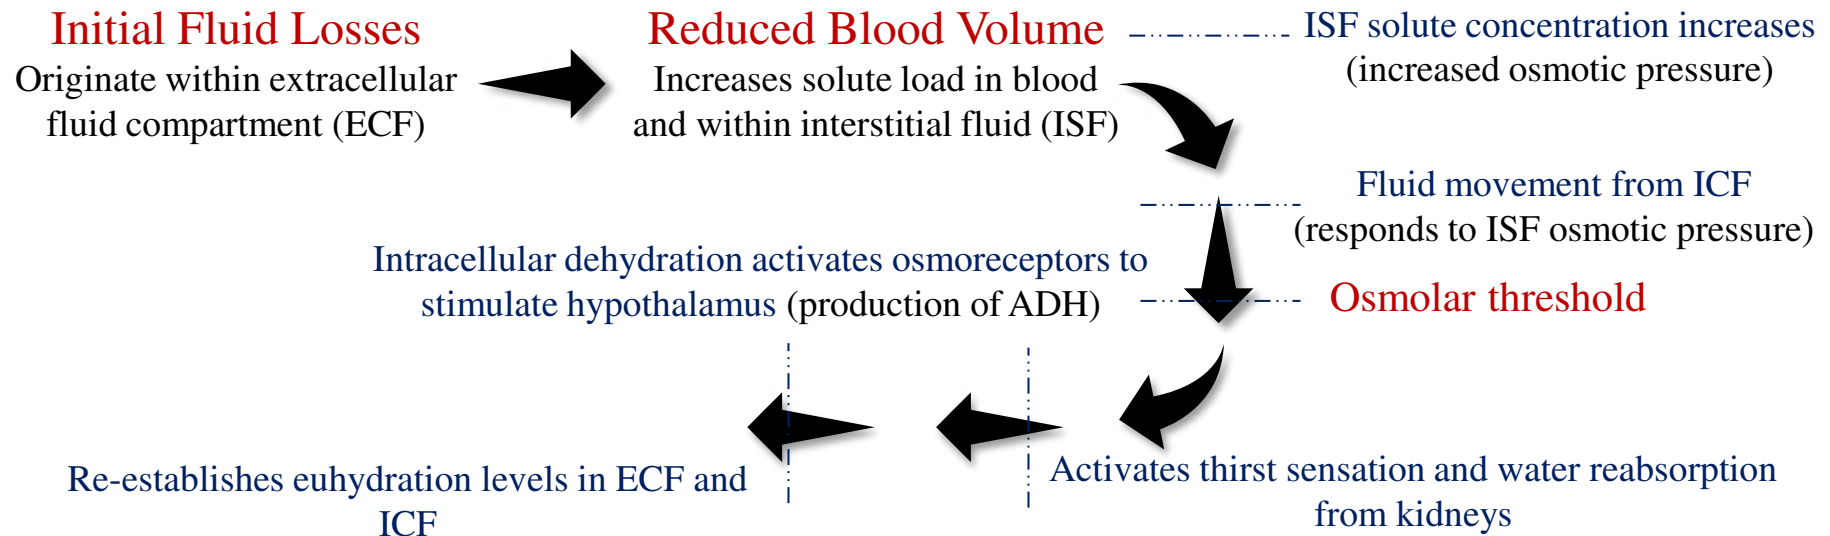 Initial Fluid Losses
Originate within extracellular
fluid compartment (ECF)
Reduced Blood Volume
Increases solute load in blood
and within interstitial fluid (ISF)
ISF solute concentration increases
(increased osmotic pressure)
Fluid movement from ICF
(responds to ISF osmotic pressure)
Osmolar threshold
Intracellular dehydration activates osmoreceptors to
stimulate hypothalamus (production of ADH)
Activates thirst sensation and water reabsorption
from kidneys
Re-establishes euhydration levels in ECF and
ICF